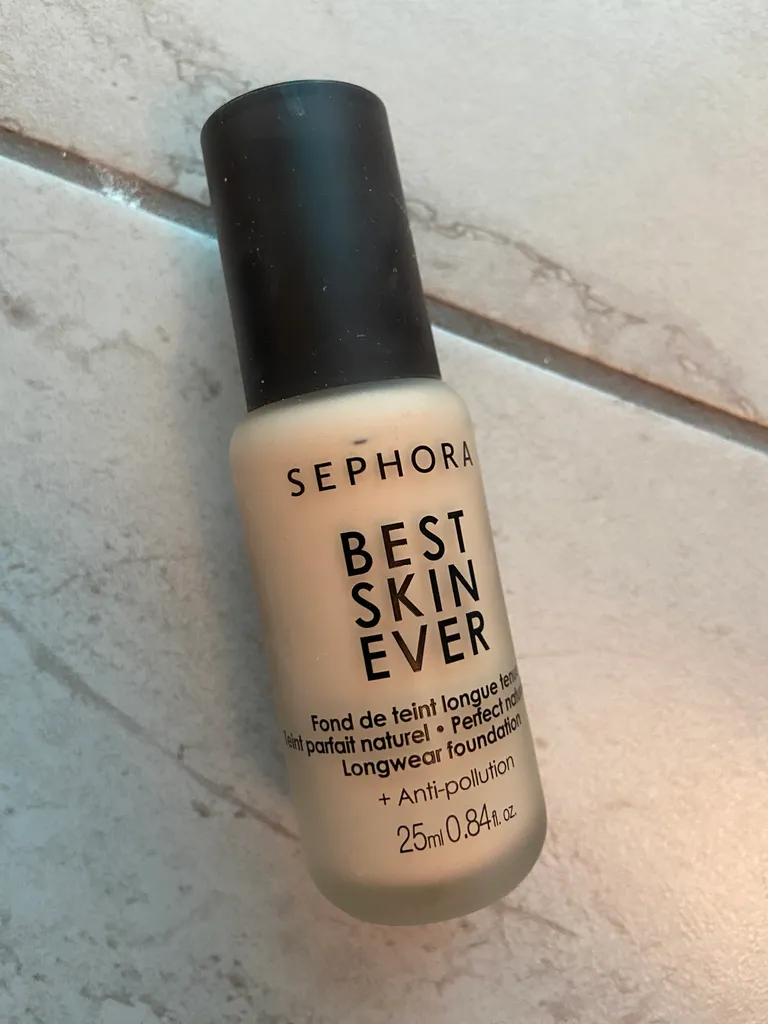 SEPHORA
BEST
SKIN
EVER
Fond de teint longue
Teint parfait naturel • Perfect
Longwear foundation
+ Anti-pollution
25ml 0.84fl. oz.